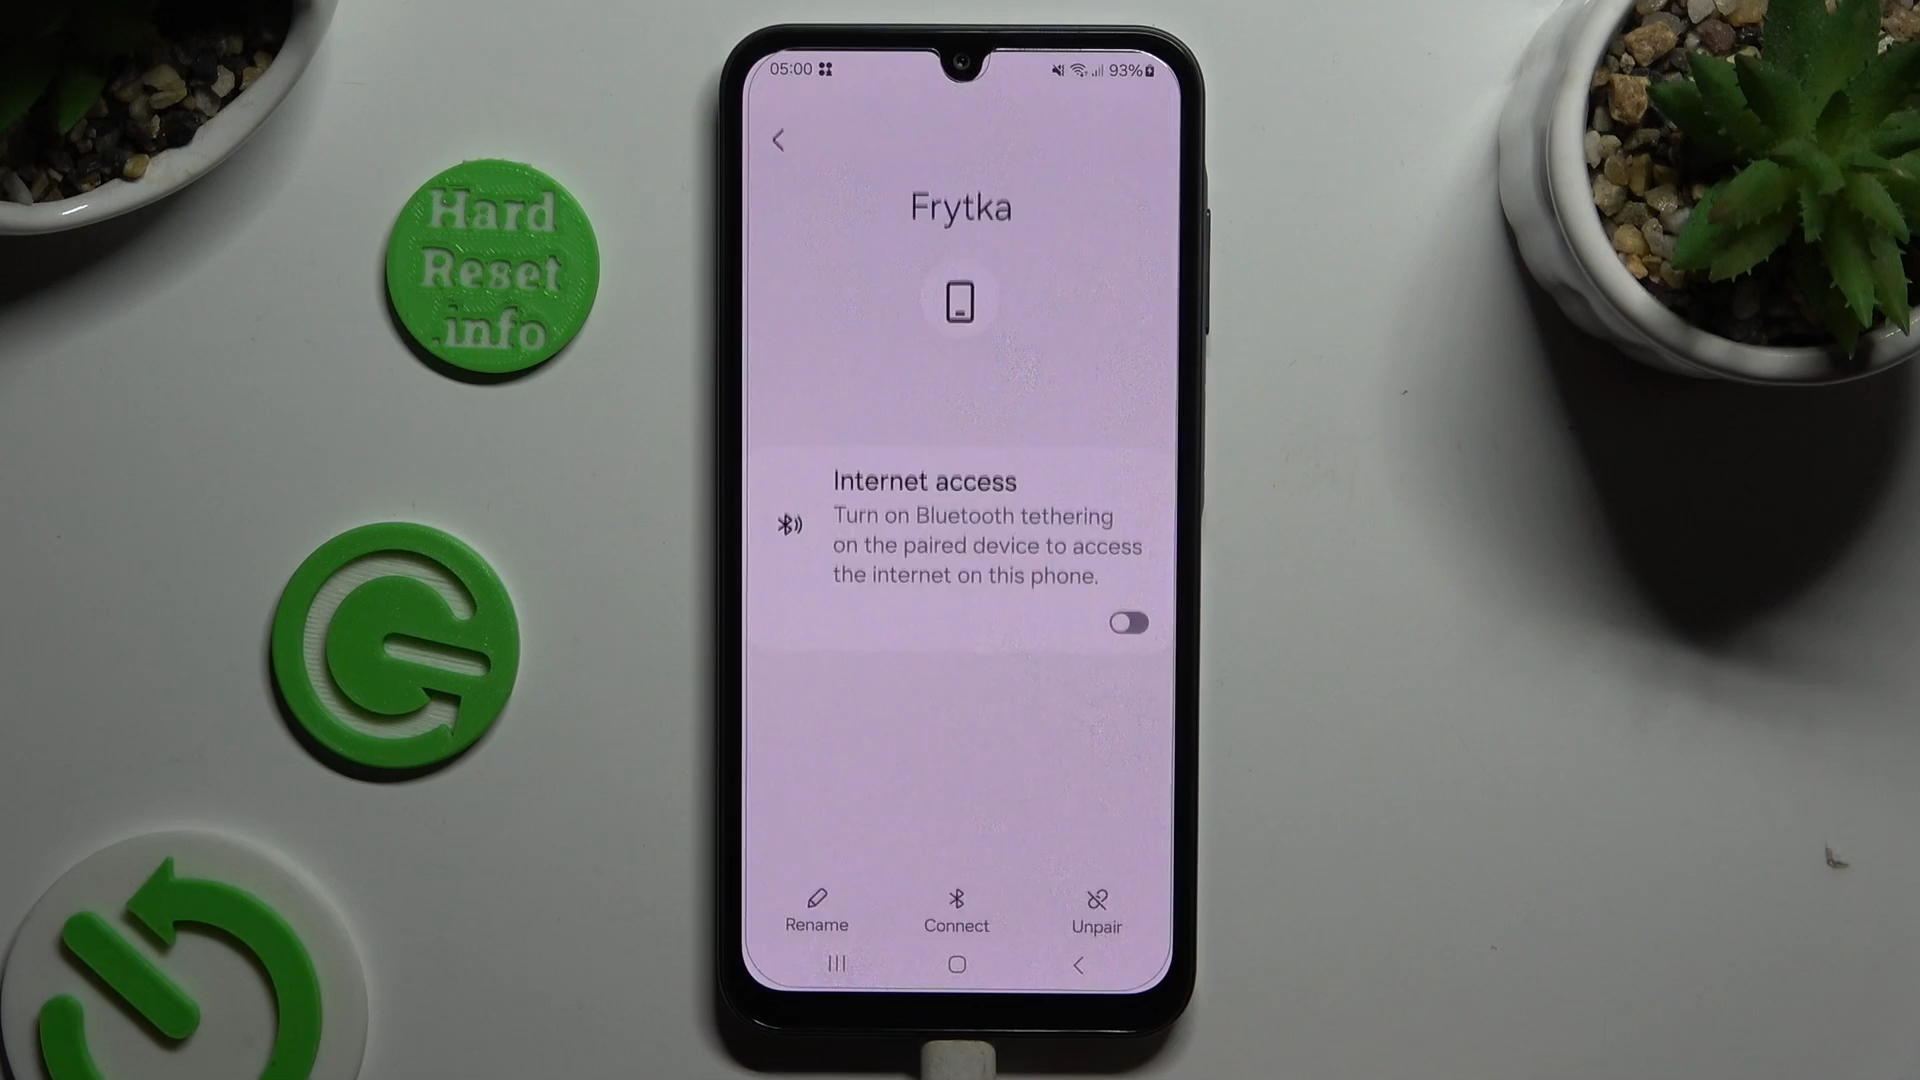 Hard
Reset
.info
05:00
93%
Frytka
Internet access
Turn on Bluetooth tethering
on the paired device to access
the internet on this phone.
Rename
Connect
Unpair